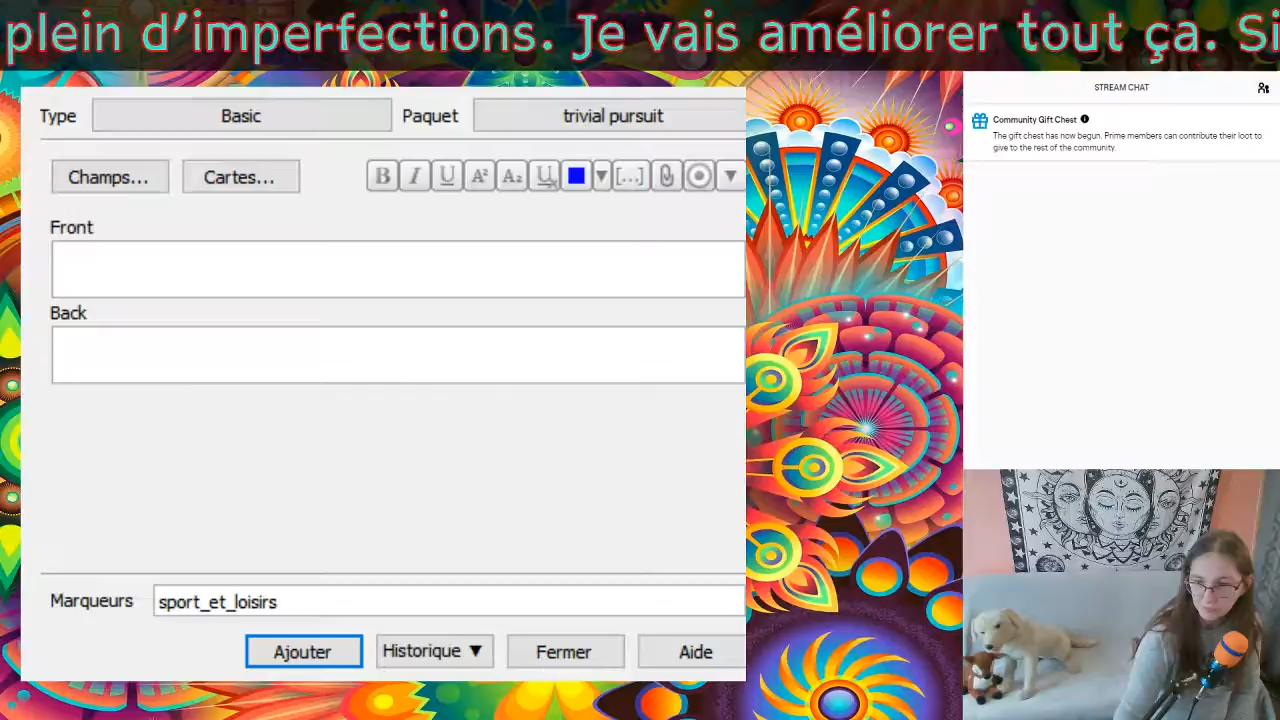 plein d’imperfections. Je vais améliorer tout ça. Si
Type Basic Paquet trivial pursuit
Champs... Cartes... B I U A² A₂ U [...]
Front
Back
Marqueurs sport_et_loisirs
Ajouter Historique ▼ Fermer Aide
STREAM CHAT
Community Gift Chest
The gift chest has now begun. Prime members can contribute their loot to
give to the rest of the community.